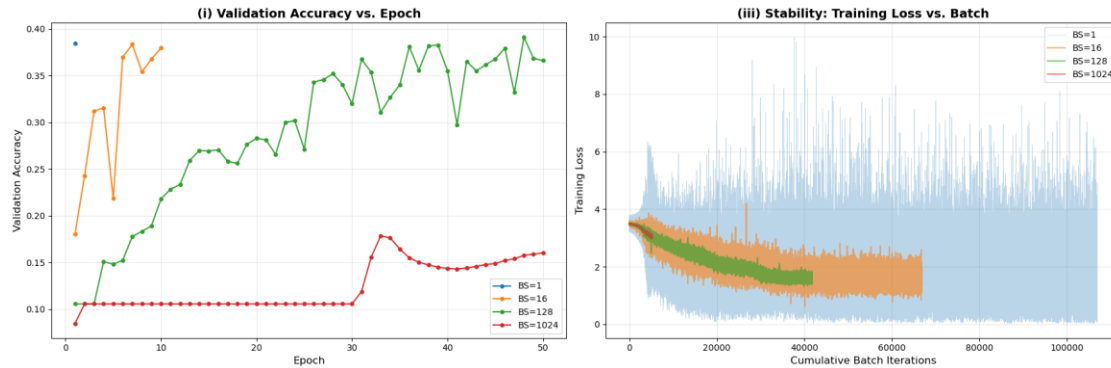 (i) Validation Accuracy vs. Epoch
0.40
0.35
0.30
0.25
0.20
0.15
0.10
Validation Accuracy
0
10
20
30
40
50
Epoch
BS=1
BS=16
BS=128
BS=1024
(iii) Stability: Training Loss vs. Batch
10
8
6
4
2
0
Training Loss
0
20000
40000
60000
80000
100000
Cumulative Batch Iterations
BS=1
BS=16
BS=128
BS=1024